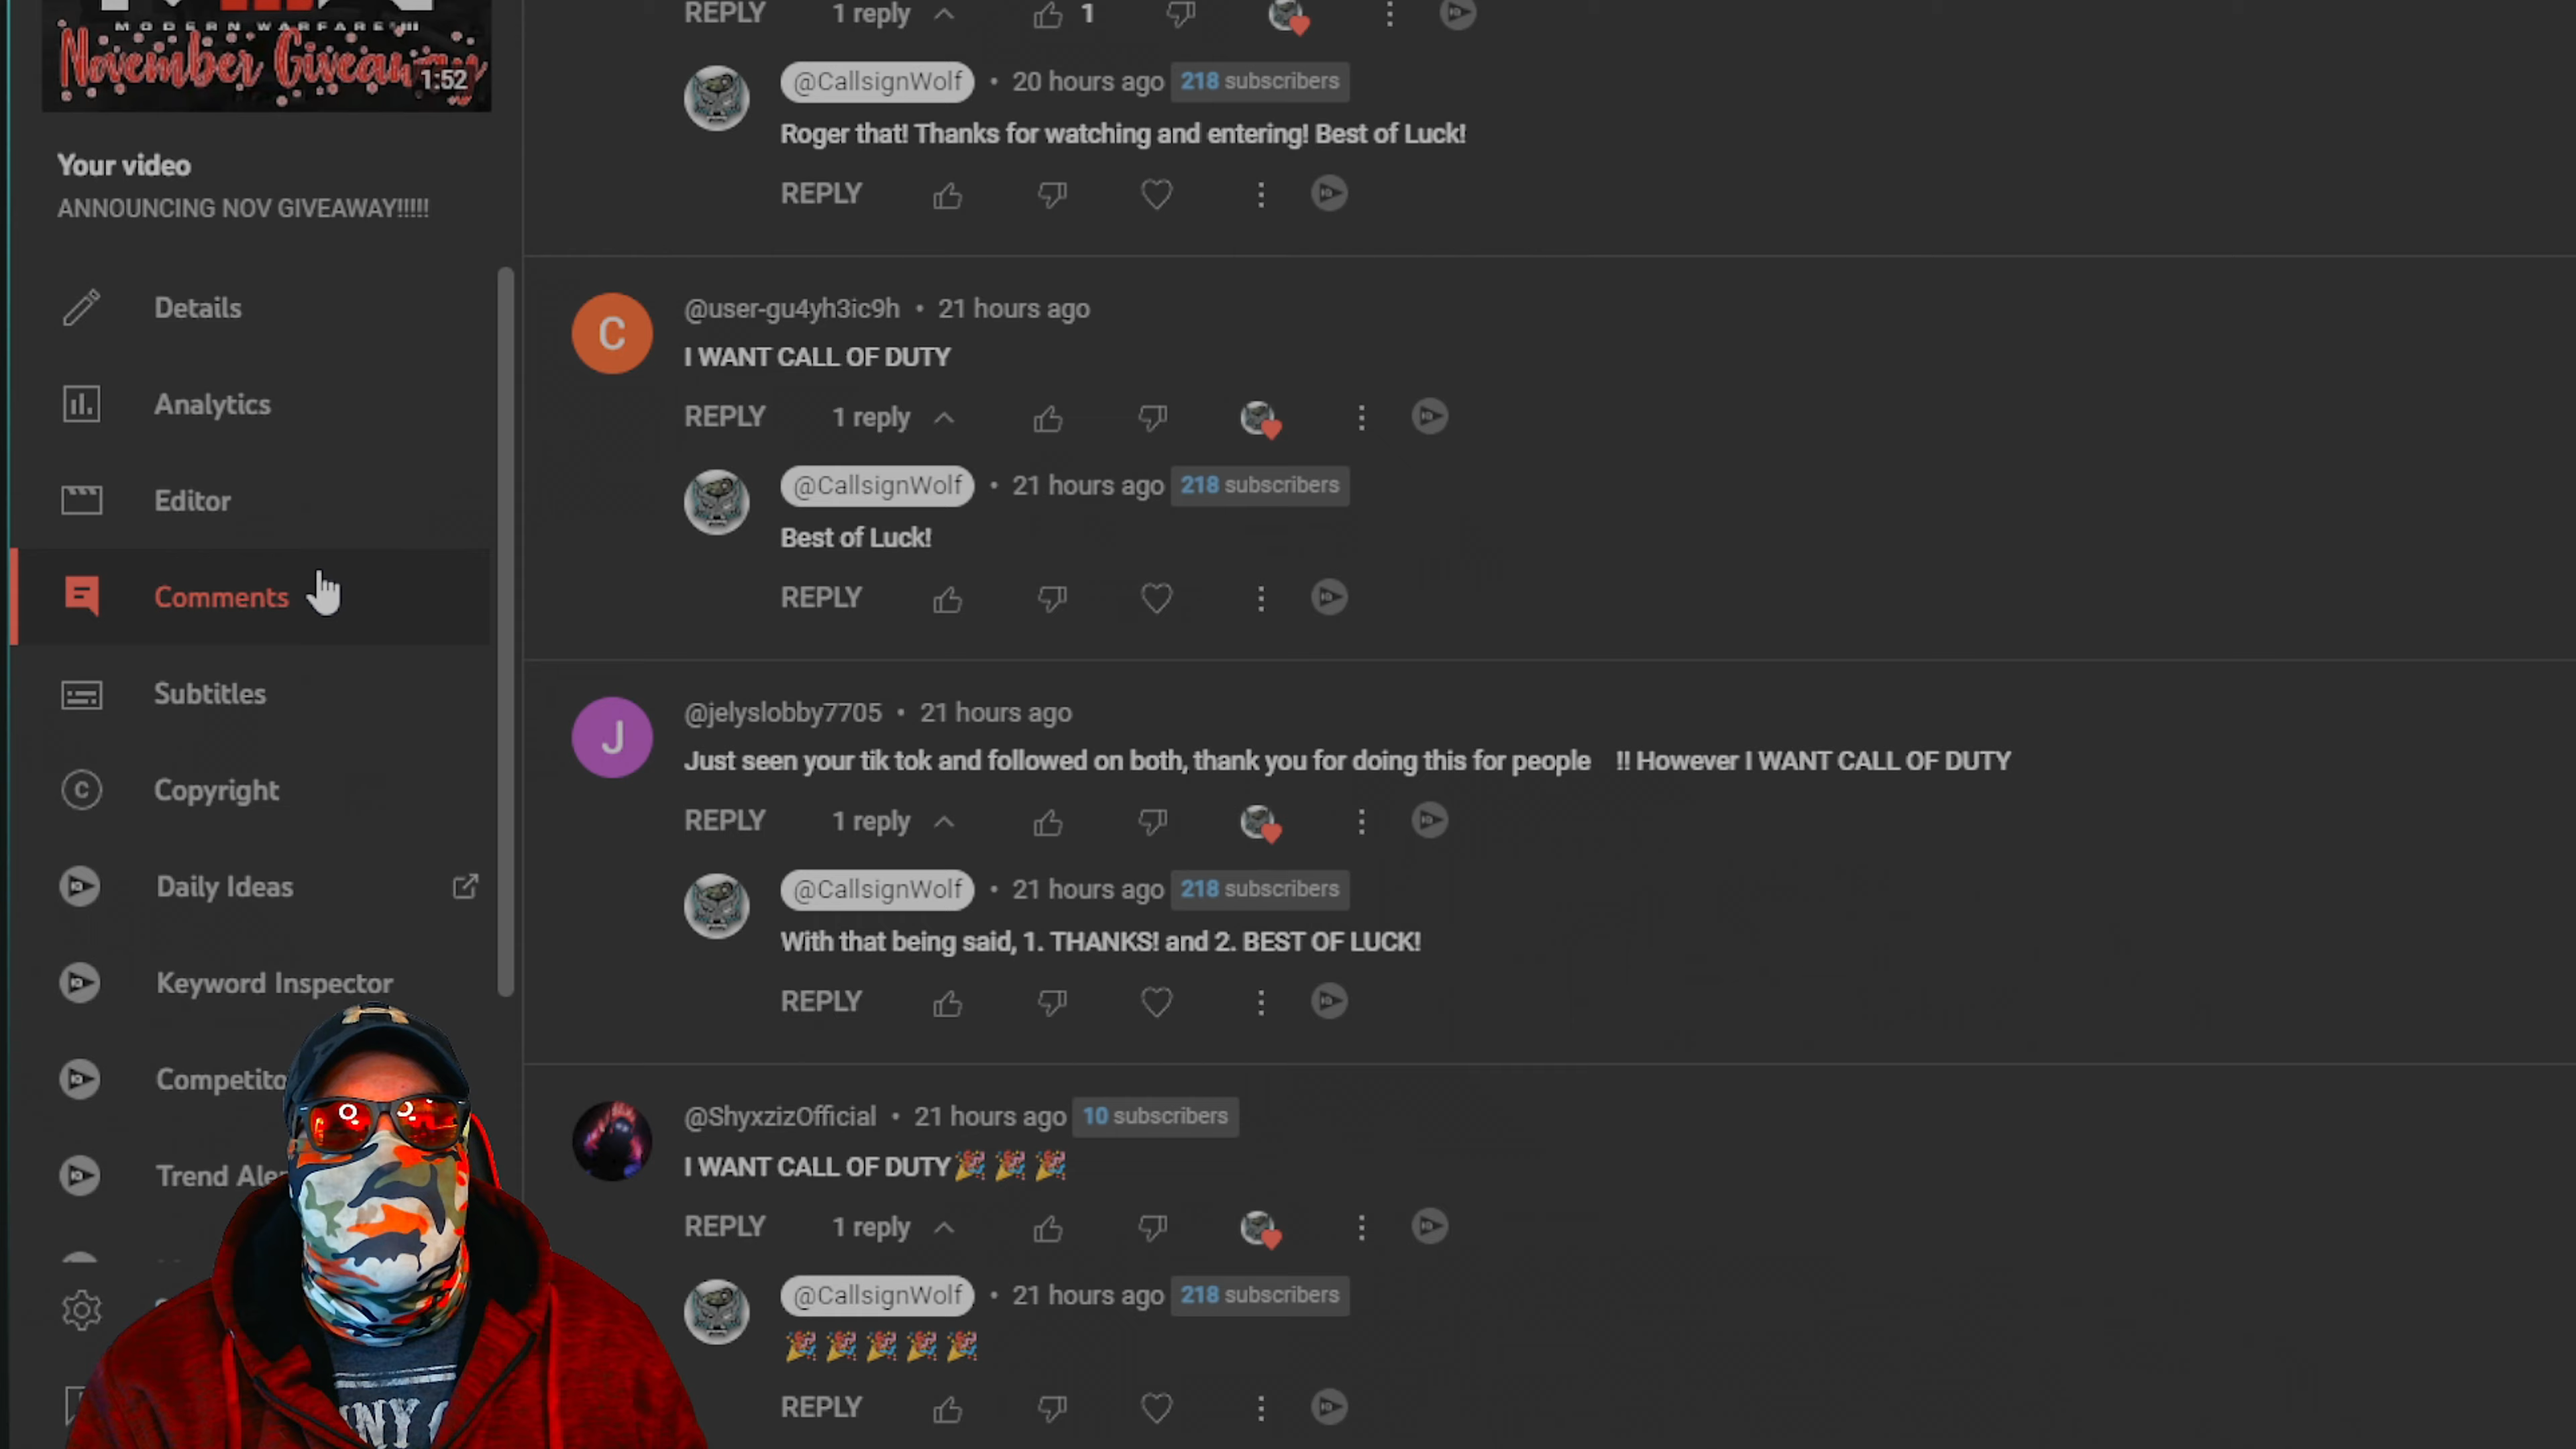 MODERN WARFARE III
November Giveaway
1:52
Your video
ANNOUNCING NOV GIVEAWAY!!!!!
Details
Analytics
Editor
Comments
Subtitles
Copyright
Daily Ideas
Keyword Inspector
Competito
Trend Ale
REPLY 1 reply 1
@CallsignWolf • 20 hours ago 218 subscribers
Roger that! Thanks for watching and entering! Best of Luck!
REPLY
C
@user-gu4yh3ic9h • 21 hours ago
I WANT CALL OF DUTY
REPLY 1 reply
@CallsignWolf • 21 hours ago 218 subscribers
Best of Luck!
REPLY
J
@jelyslobby7705 • 21 hours ago
Just seen your tik tok and followed on both, thank you for doing this for people !! However I WANT CALL OF DUTY
REPLY 1 reply
@CallsignWolf • 21 hours ago 218 subscribers
With that being said, 1. THANKS! and 2. BEST OF LUCK!
REPLY
@ShyxzizOfficial • 21 hours ago 10 subscribers
I WANT CALL OF DUTY🎉🎉🎉
REPLY 1 reply
@CallsignWolf • 21 hours ago 218 subscribers
🎉🎉🎉🎉🎉
REPLY